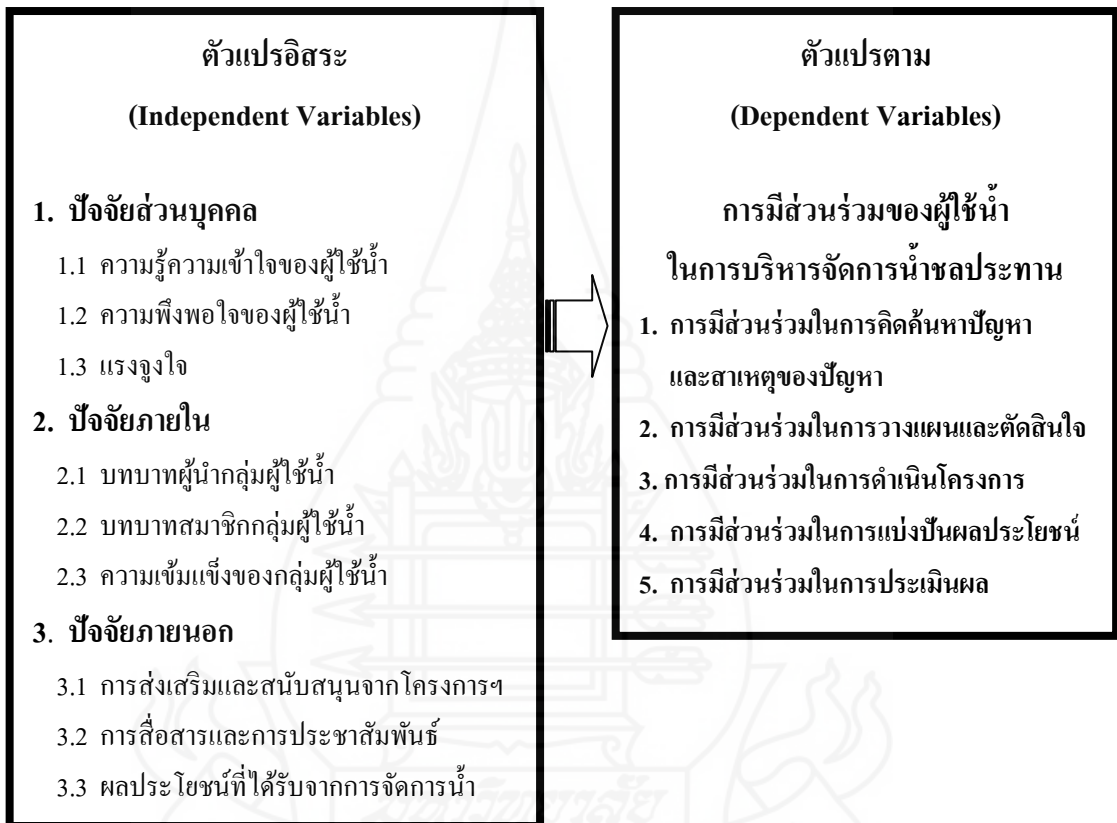 ตัวแปรอิสระ
(Independent Variables)
1. ปัจจัยส่วนบุคคล
1.1 ความรู้ความเข้าใจของผู้ใช้น้ำ
1.2 ความพึงพอใจของผู้ใช้น้ำ
1.3 แรงจูงใจ
2. ปัจจัยภายใน
2.1 บทบาทผู้นำกลุ่มผู้ใช้น้ำ
2.2 บทบาทสมาชิกกลุ่มผู้ใช้น้ำ
2.3 ความเข้มแข็งของกลุ่มผู้ใช้น้ำ
3. ปัจจัยภายนอก
3.1 การส่งเสริมและสนับสนุนจากโครงการฯ
3.2 การสื่อสารและการประชาสัมพันธ์
3.3 ผลประโยชน์ที่ได้รับจากการจัดการน้ำ
ตัวแปรตาม
(Dependent Variables)
การมีส่วนร่วมของผู้ใช้น้ำ
ในการบริหารจัดการน้ำชลประทาน
1. การมีส่วนร่วมในการคิดค้นหาปัญหา
และสาเหตุของปัญหา
2. การมีส่วนร่วมในการวางแผนและตัดสินใจ
3. การมีส่วนร่วมในการดำเนินโครงการ
4. การมีส่วนร่วมในการแบ่งปันผลประโยชน์
5. การมีส่วนร่วมในการประเมินผล